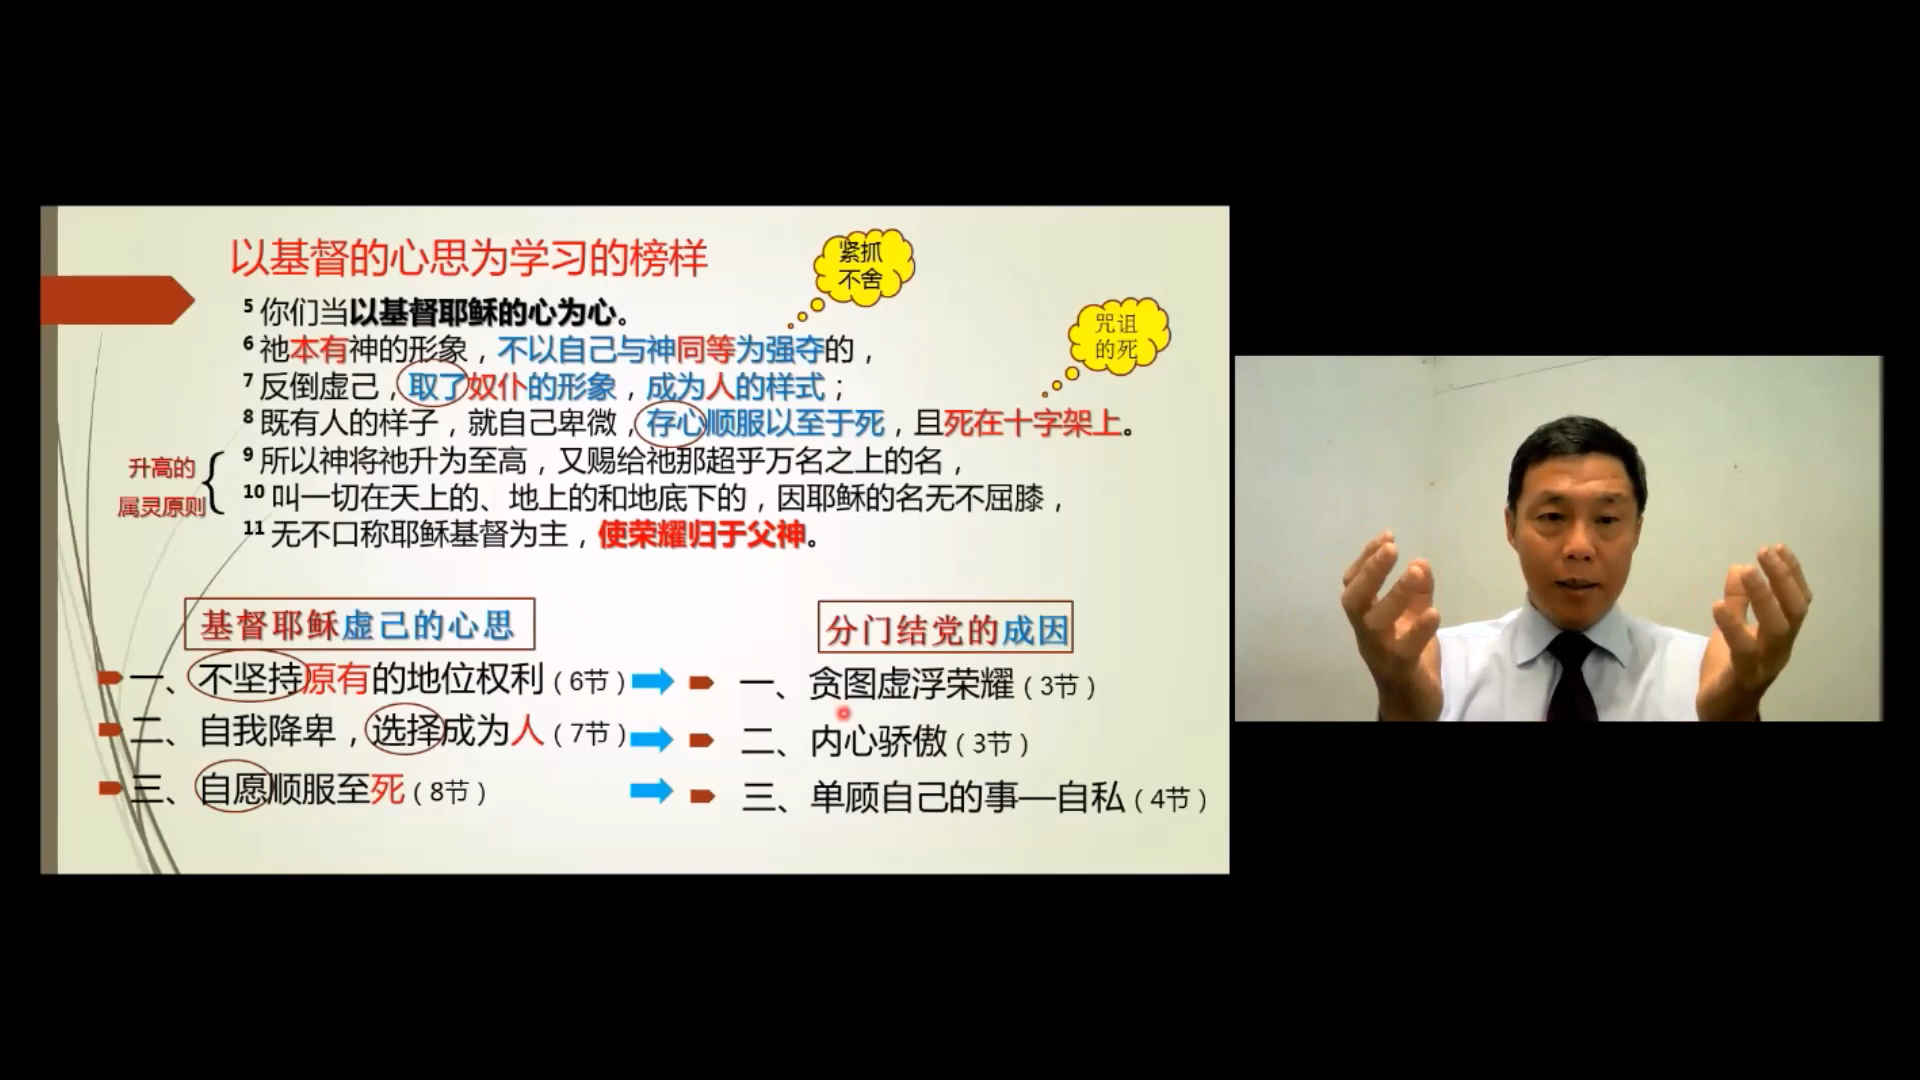 以基督的心思为学习的榜样
紧抓
不舍
5 你们当以基督耶稣的心为心。
咒诅
的死
6 祂本有神的形象，不以自己与神同等为强夺的，
7 反倒虚己，取了奴仆的形象，成为人的样式；
8 既有人的样子，就自己卑微，存心顺服以至于死，且死在十字架上。
升高的
属灵原则
9 所以神将祂升为至高，又赐给祂那超乎万名之上的名，
10 叫一切在天上的、地上的和地底下的，因耶稣的名无不屈膝，
11 无不口称耶稣基督为主，使荣耀归于父神。
基督耶稣虚己的心思
一、不坚持原有的地位权利（6节）
二、自我降卑，选择成为人（7节）
三、自愿顺服至死（8节）
分门结党的成因
一、贪图虚浮荣耀（3节）
二、内心骄傲（3节）
三、单顾自己的事—自私（4节）